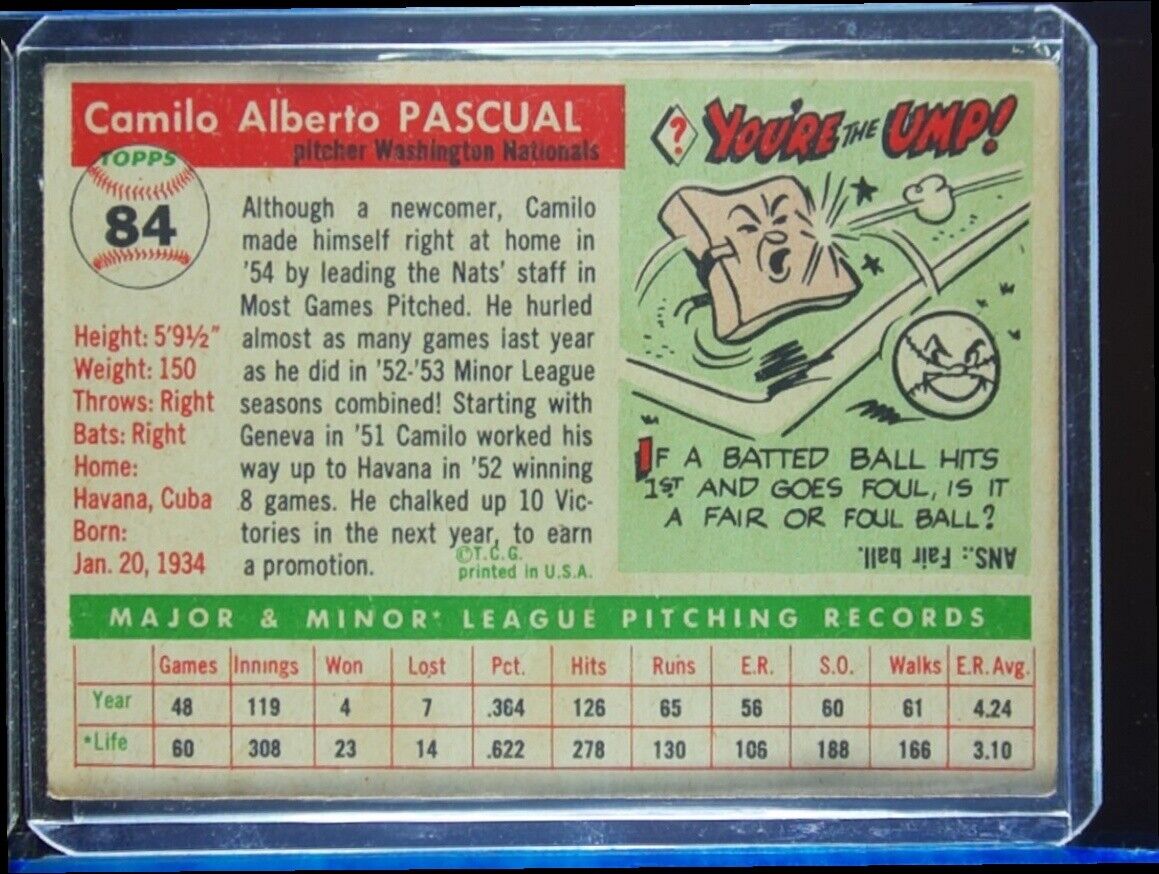 Camilo Alberto PASCUAL
pitcher Washington Nationals
TOPPS
84
Height: 5'9½"
Weight: 150
Throws: Right
Bats: Right
Home:
Havana, Cuba
Born:
Jan. 20, 1934
Although a newcomer, Camilo
made himself right at home in
'54 by leading the Nats' staff in
Most Games Pitched. He hurled
almost as many games last year
as he did in '52-'53 Minor League
seasons combined! Starting with
Geneva in '51 Camilo worked his
way up to Havana in '52 winning
8 games. He chalked up 10 Vic-
tories in the next year, to earn
a promotion.
©T.C.G.
printed in U.S.A.
? YOU'RE THE UMP!
IF A BATTED BALL HITS
1ST AND GOES FOUL, IS IT
A FAIR OR FOUL BALL?
ANS.: Fair ball.
MAJOR & MINOR* LEAGUE PITCHING RECORDS
Games Innings Won Lost Pct. Hits Runs E.R. S.O. Walks E.R. Avg.
Year 48 119 4 7 .364 126 65 56 60 61 4.24
*Life 60 308 23 14 .622 278 130 106 188 166 3.10